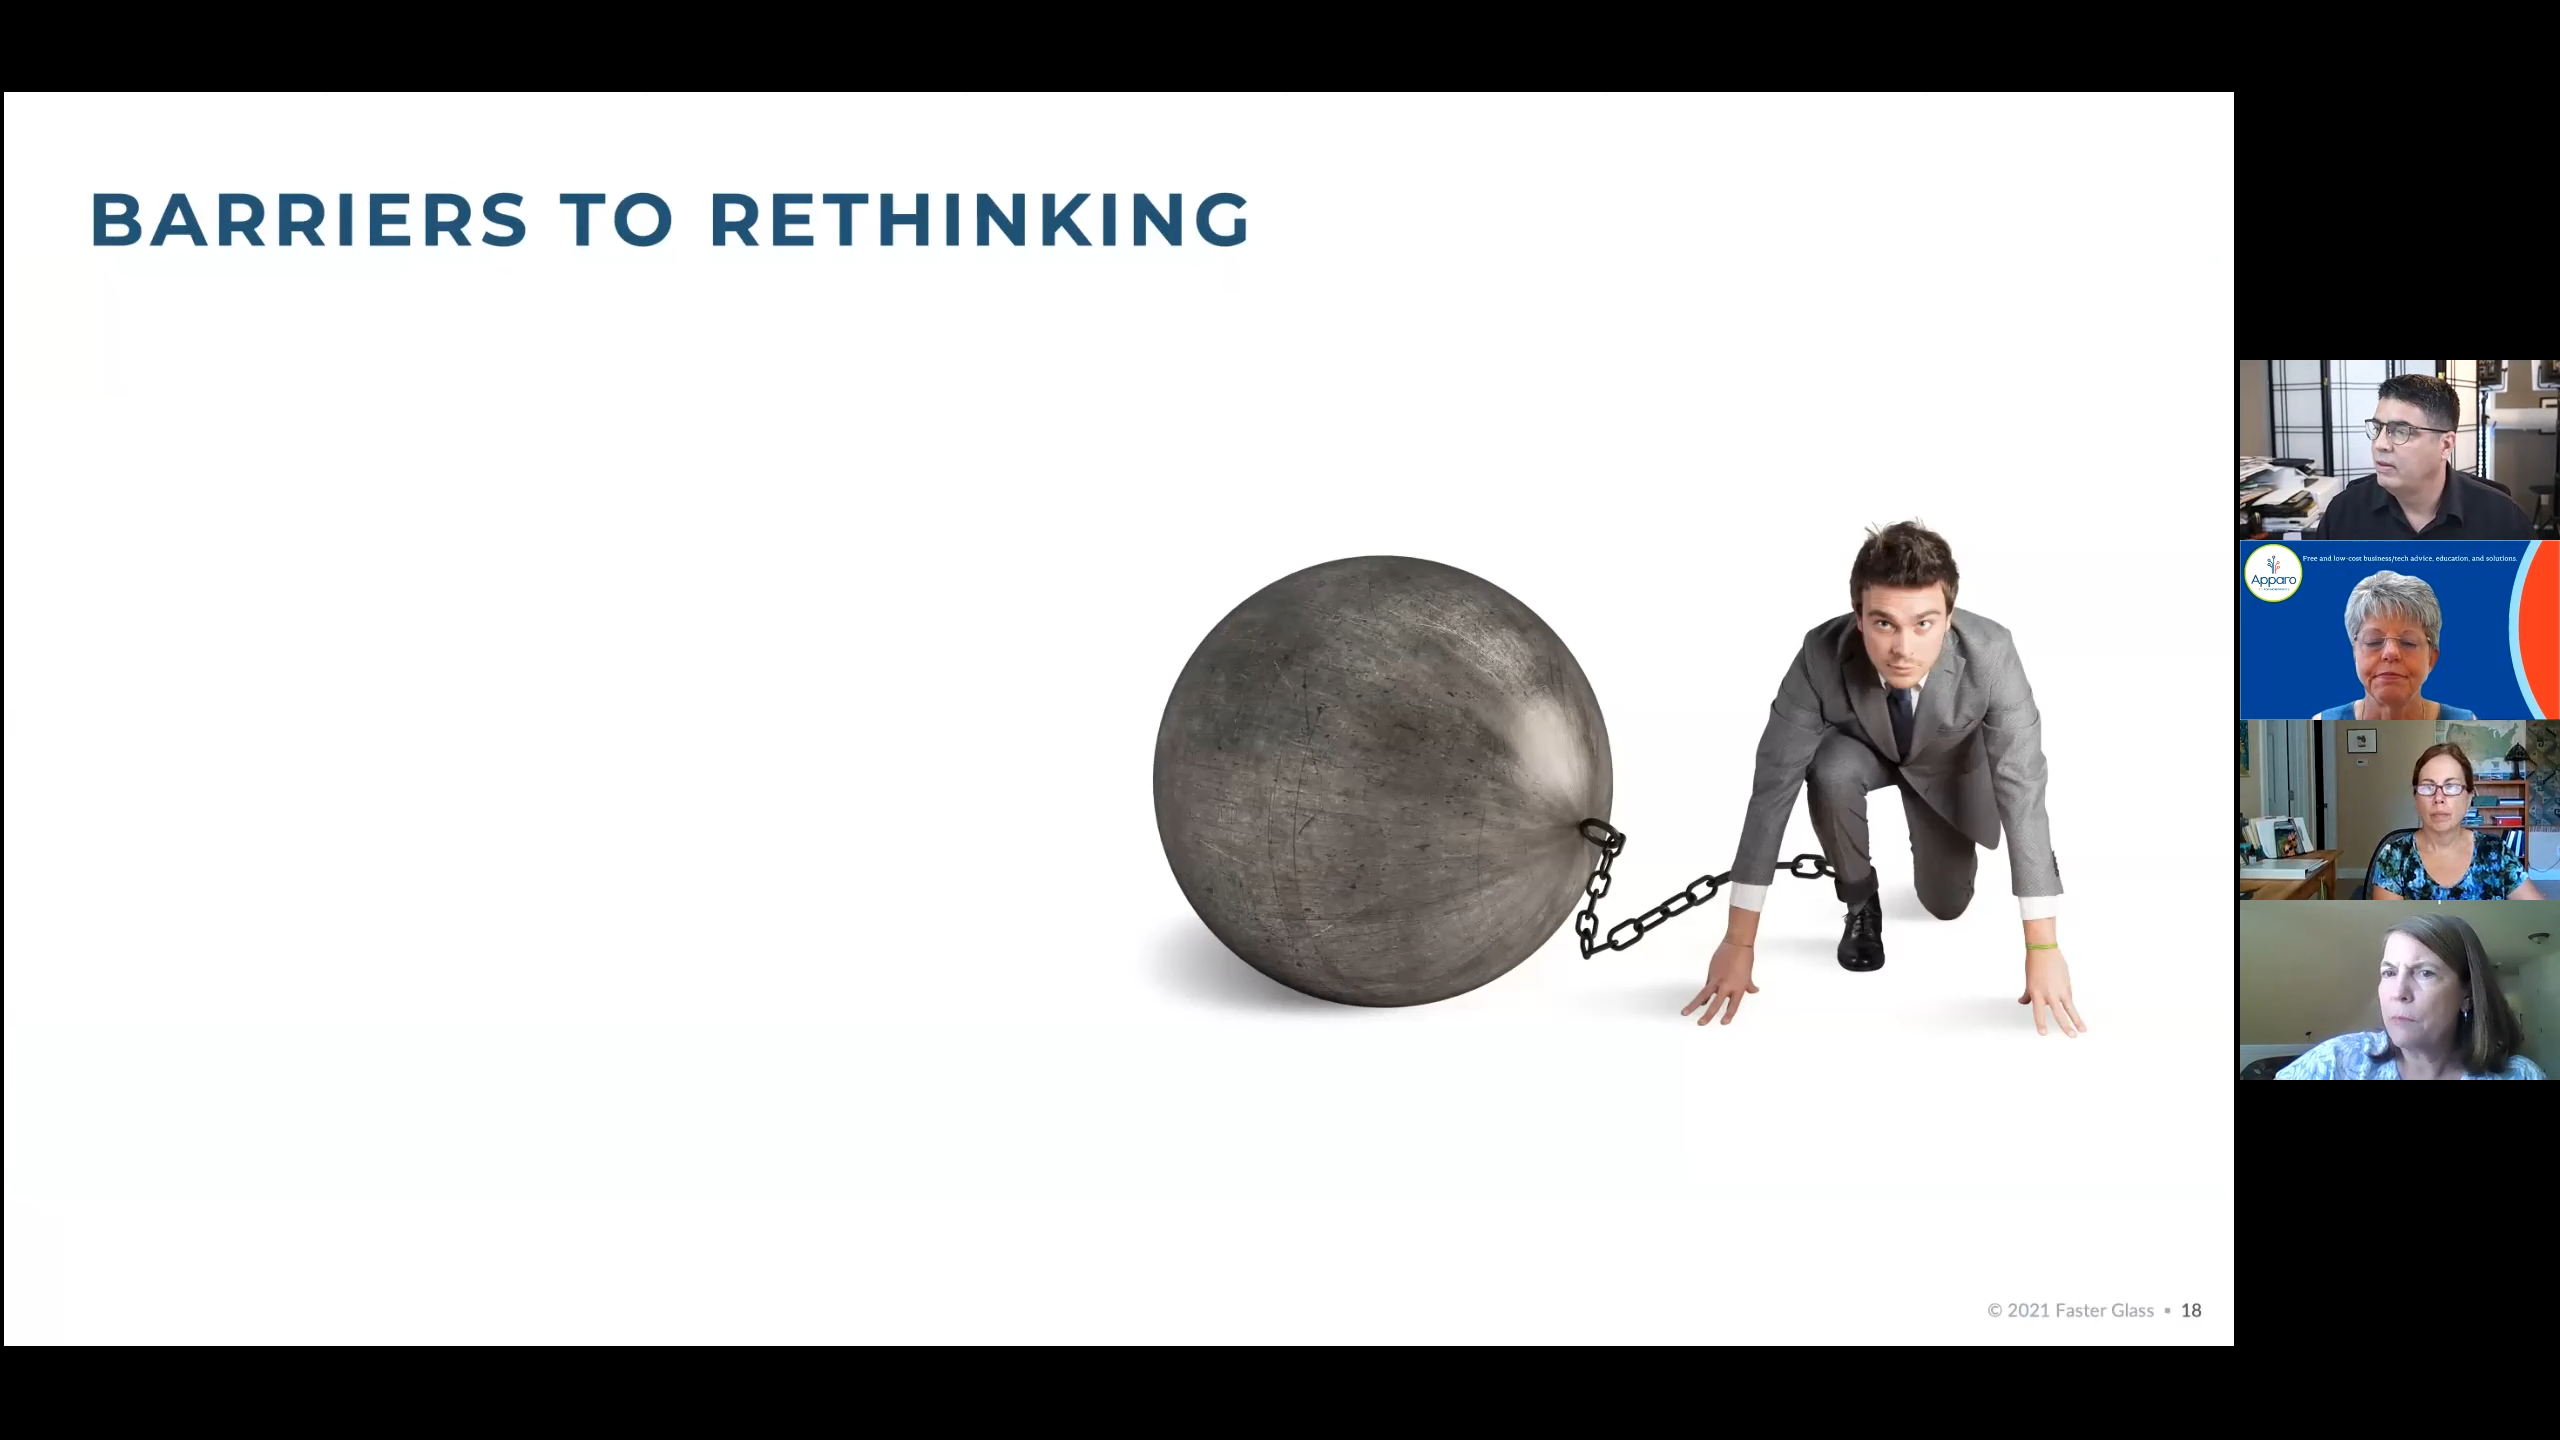 BARRIERS TO RETHINKING
Free and low-cost business/tech advice, education, and solutions.
Apparo
© 2021 Faster Glass ▪ 18